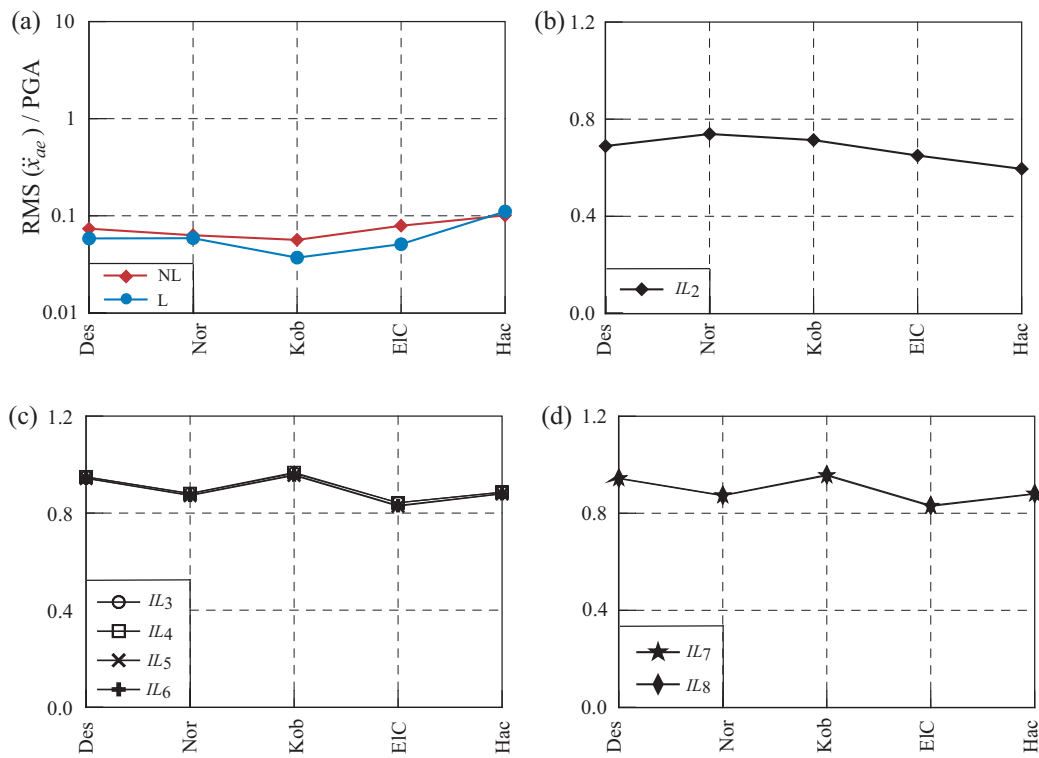 (a)
RMS (ẍae) / PGA
10
1
0.1
0.01
NL
L
Des
Nor
Kob
ElC
Hac
(b)
1.2
0.8
0.4
0.0
IL2
Des
Nor
Kob
ElC
Hac
(c)
1.2
0.8
0.4
0.0
IL3
IL4
IL5
IL6
Des
Nor
Kob
ElC
Hac
(d)
1.2
0.8
0.4
0.0
IL7
IL8
Des
Nor
Kob
ElC
Hac